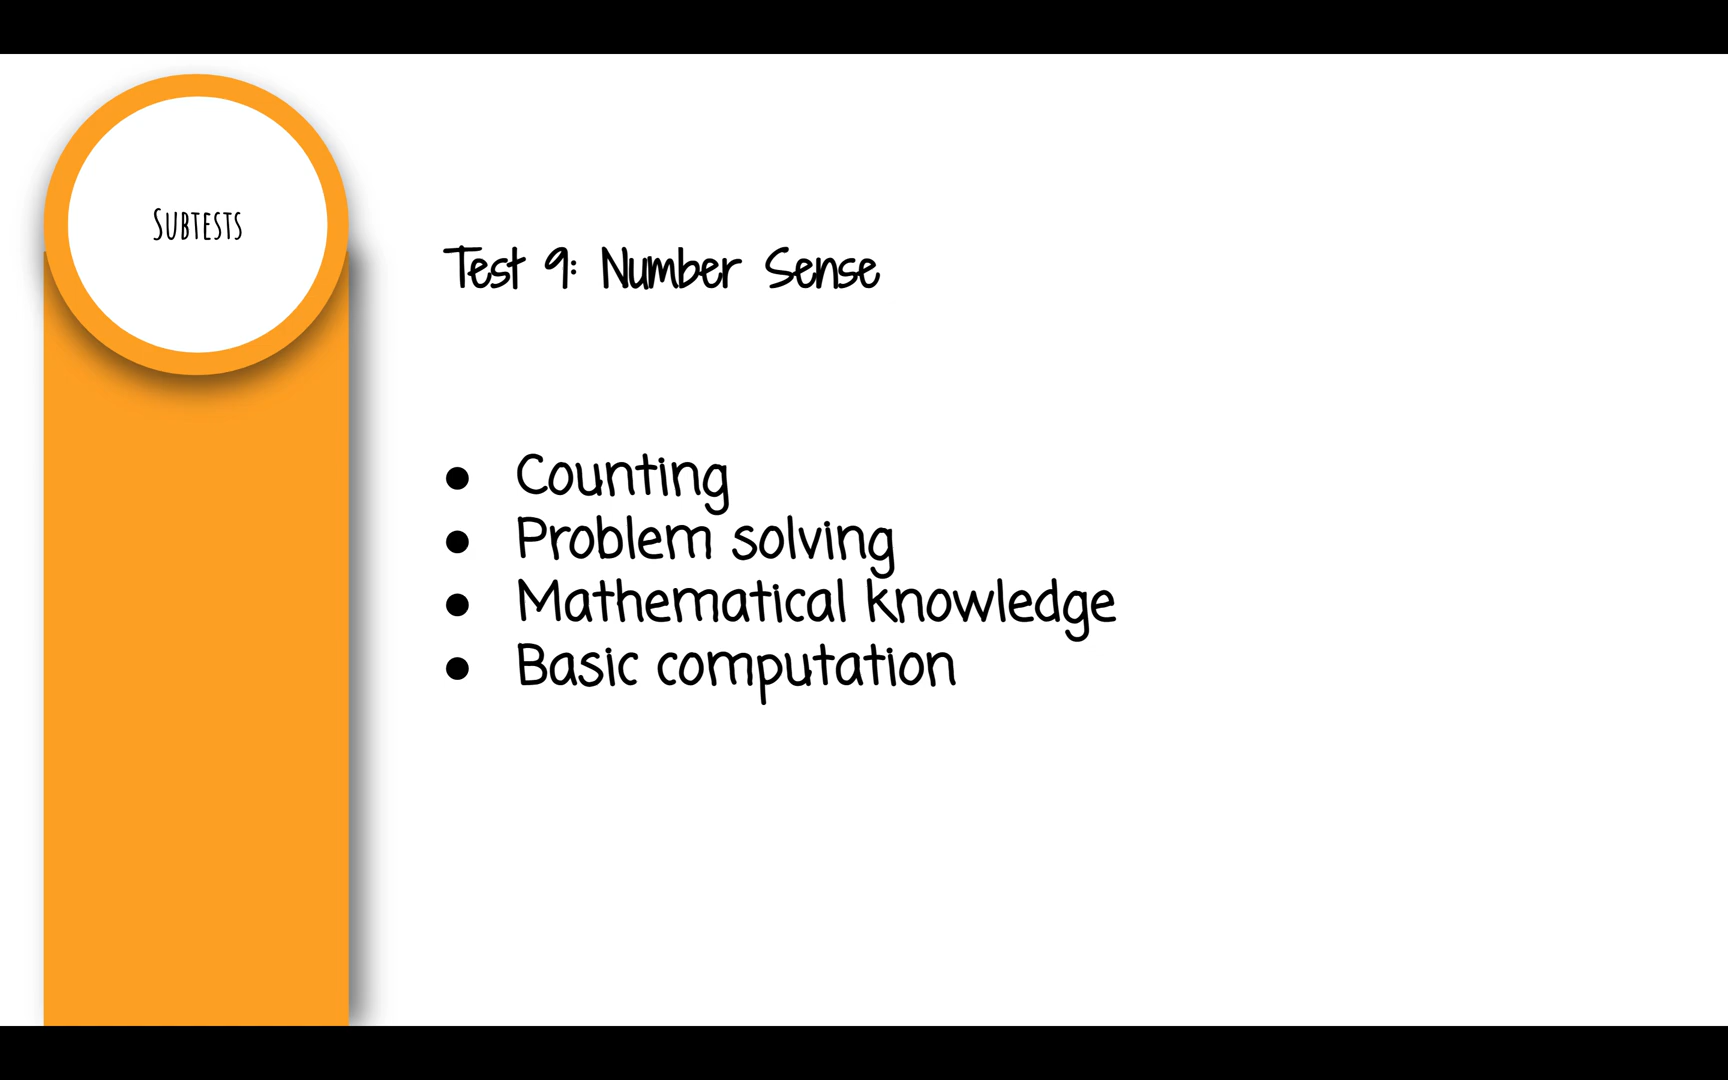 Subtests
Test 9: Number Sense
● Counting
● Problem solving
● Mathematical knowledge
● Basic computation